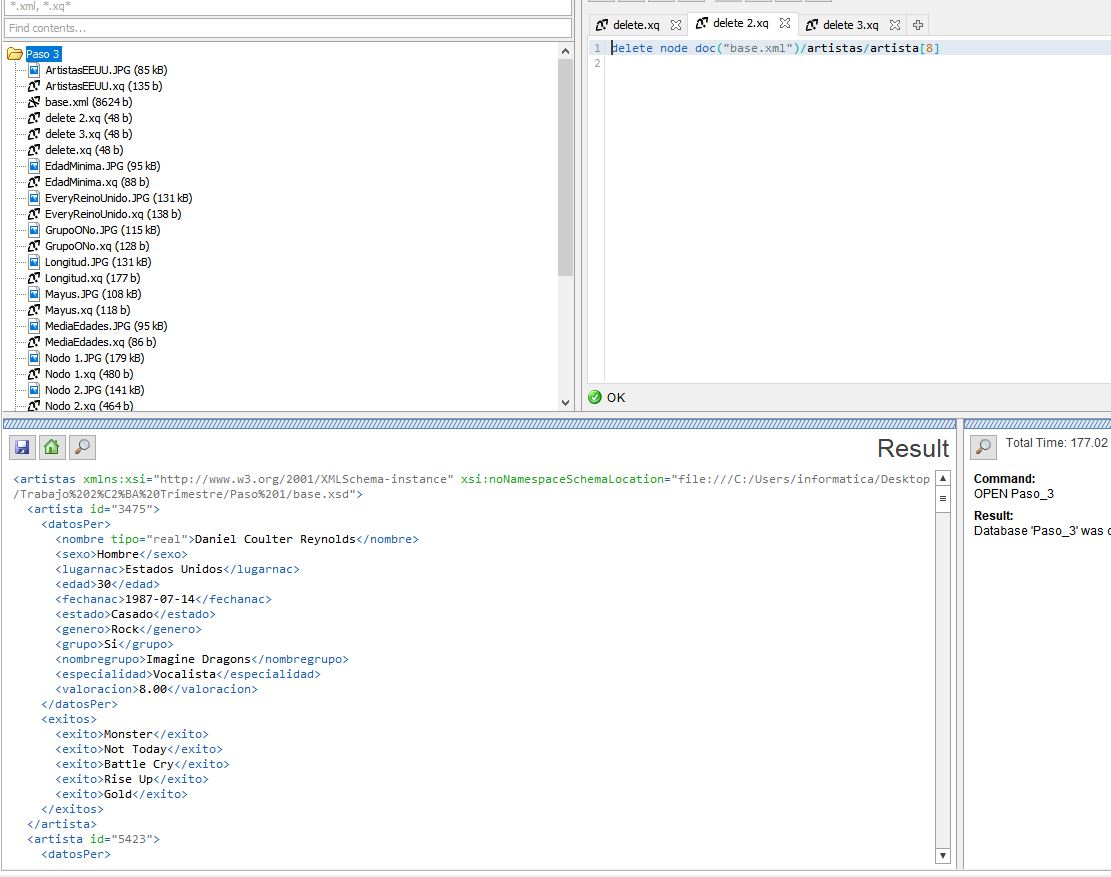 *.xml, *.xq*
Find contents...
Paso 3
ArtistasEEUU.JPG (85 kB)
ArtistasEEUU.xq (135 b)
base.xml (8624 b)
delete 2.xq (48 b)
delete 3.xq (48 b)
delete.xq (48 b)
EdadMinima.JPG (95 kB)
EdadMinima.xq (88 b)
EveryReinoUnido.JPG (131 kB)
EveryReinoUnido.xq (138 b)
GrupoONo.JPG (115 kB)
GrupoONo.xq (128 b)
Longitud.JPG (131 kB)
Longitud.xq (177 b)
Mayus.JPG (108 kB)
Mayus.xq (118 b)
MediaEdades.JPG (95 kB)
MediaEdades.xq (86 b)
Nodo 1.JPG (179 kB)
Nodo 1.xq (480 b)
Nodo 2.JPG (141 kB)
Nodo 2.xq (464 b)
delete.xq delete 2.xq delete 3.xq
1 delete node doc("base.xml")/artistas/artista[8]
2
OK
Result
<artistas xmlns:xsi="http://www.w3.org/2001/XMLSchema-instance" xsi:noNamespaceSchemaLocation="file:///C:/Users/informatica/Desktop
/Trabajo%202%C2%BA%20Trimestre/Paso%201/base.xsd">
<artista id="3475">
<datosPer>
<nombre tipo="real">Daniel Coulter Reynolds</nombre>
<sexo>Hombre</sexo>
<lugarnac>Estados Unidos</lugarnac>
<edad>30</edad>
<fechanac>1987-07-14</fechanac>
<estado>Casado</estado>
<genero>Rock</genero>
<grupo>Si</grupo>
<nombregrupo>Imagine Dragons</nombregrupo>
<especialidad>Vocalista</especialidad>
<valoracion>8.00</valoracion>
</datosPer>
<exitos>
<exito>Monster</exito>
<exito>Not Today</exito>
<exito>Battle Cry</exito>
<exito>Rise Up</exito>
<exito>Gold</exito>
</exitos>
</artista>
<artista id="5423">
<datosPer>
Total Time: 177.02
Command:
OPEN Paso_3
Result:
Database 'Paso_3' was